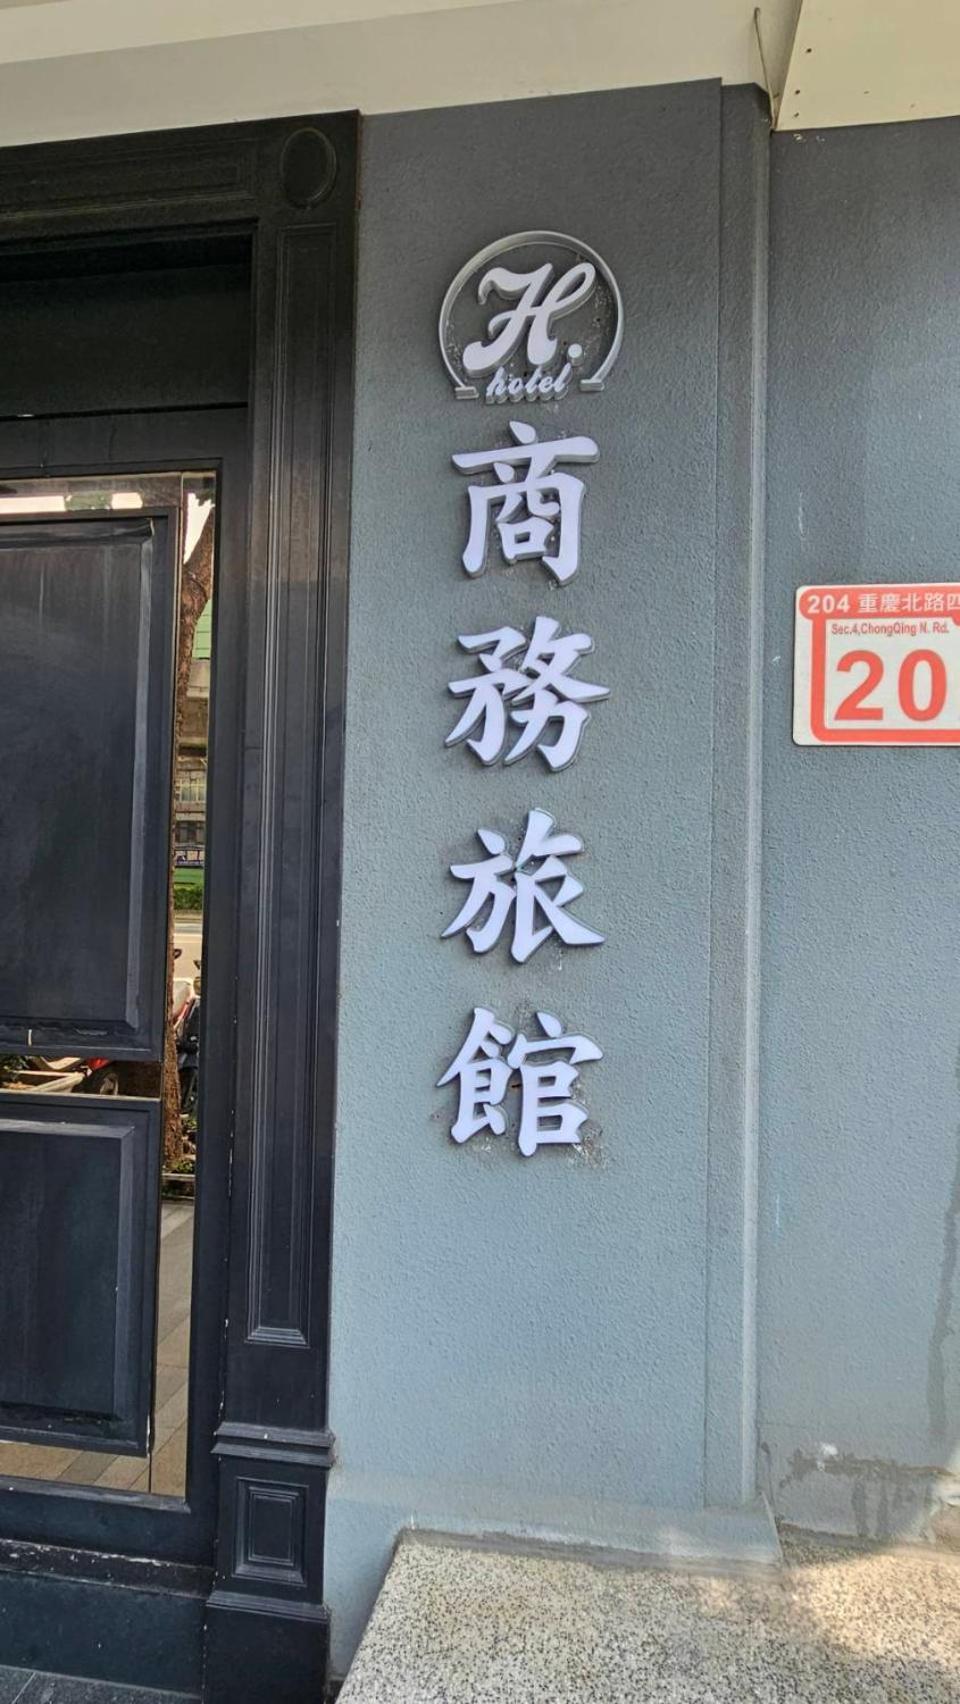 H.
hotel
商務旅館
204 重慶北路四
Sec.4,ChongQing N. Rd.
20